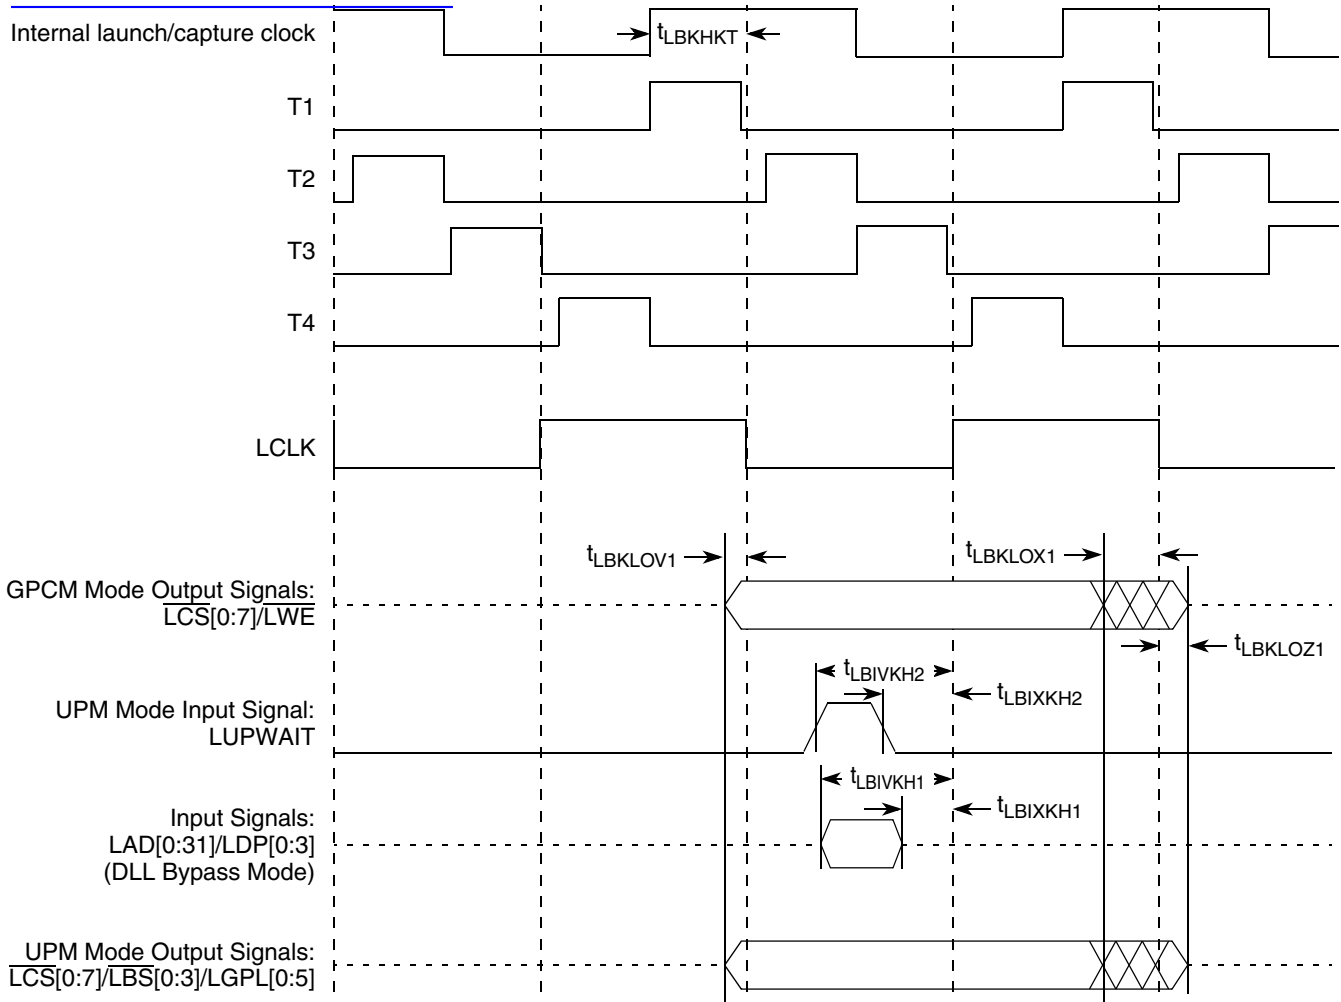 Internal launch/capture clock
tLBKHKT
T1
T2
T3
T4
LCLK
tLBKLOV1
tLBKLOX1
GPCM Mode Output Signals:
LCS[0:7]/LWE
tLBKLOZ1
tLBIVKH2
tLBIXKH2
UPM Mode Input Signal:
LUPWAIT
tLBIVKH1
tLBIXKH1
Input Signals:
LAD[0:31]/LDP[0:3]
(DLL Bypass Mode)
UPM Mode Output Signals:
LCS[0:7]/LBS[0:3]/LGPL[0:5]